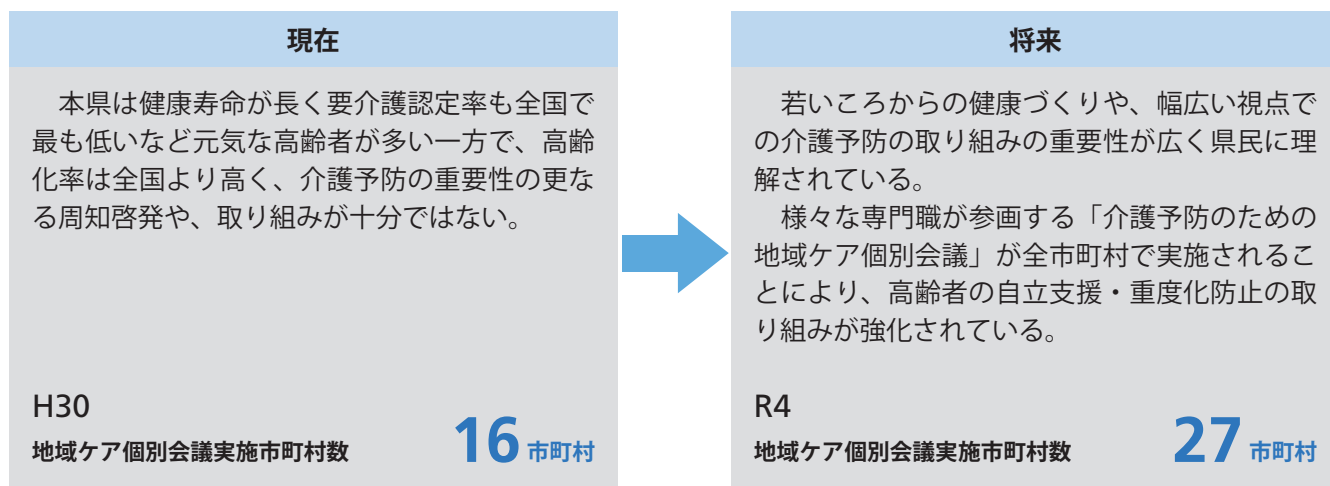 現在
　本県は健康寿命が長く要介護認定率も全国で
最も低いなど元気な高齢者が多い一方で、高齢
化率は全国より高く、介護予防の重要性の更な
る周知啓発や、取り組みが十分ではない。
H30
地域ケア個別会議実施市町村数 16 市町村
将来
　若いころからの健康づくりや、幅広い視点で
の介護予防の取り組みの重要性が広く県民に理
解されている。
　様々な専門職が参画する「介護予防のための
地域ケア個別会議」が全市町村で実施されるこ
とにより、高齢者の自立支援・重度化防止の取
り組みが強化されている。
R4
地域ケア個別会議実施市町村数 27 市町村